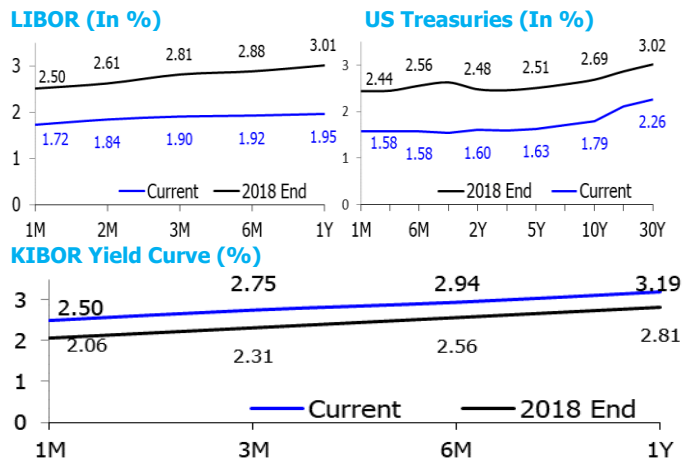 LIBOR (In %)
3
2
1
0
2.50 2.61 2.81 2.88 3.01
1.72 1.84 1.90 1.92 1.95
Current 2018 End
1M 2M 3M 6M 1Y
US Treasuries (In %)
3
2
1
0
2.44 2.56 2.48 2.51 2.69 3.02
1.58 1.58 1.60 1.63 1.79 2.26
2018 End Current
1M 6M 2Y 5Y 10Y 30Y
KIBOR Yield Curve (%)
3
2
1
0
2.50 2.75 2.94 3.19
2.06 2.31 2.56 2.81
Current 2018 End
1M 3M 6M 1Y